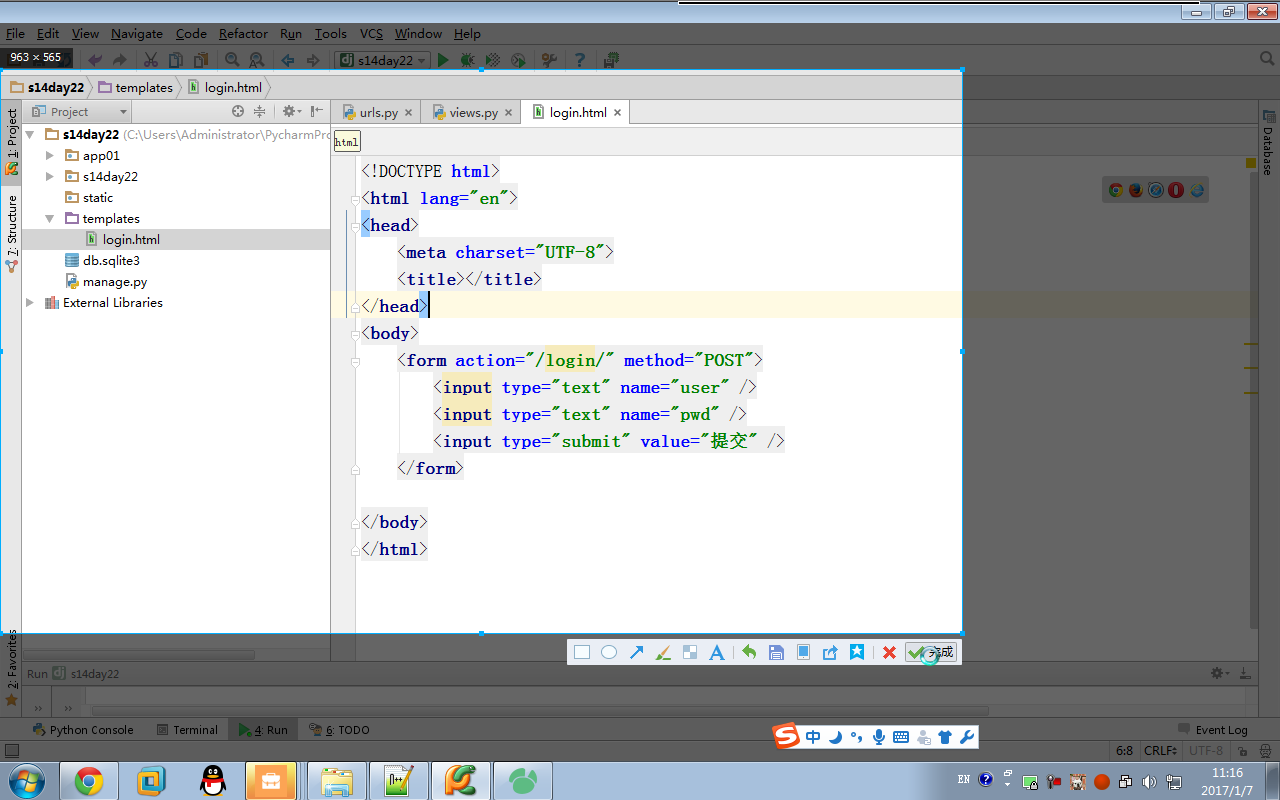 File Edit View Navigate Code Refactor Run Tools VCS Window Help
963 × 565
s14day22
s14day22 templates login.html
Project
urls.py views.py login.html
1: Project
7: Structure
2: Favorites
Database
s14day22 (C:\Users\Administrator\PycharmPro
app01
s14day22
static
templates
login.html
db.sqlite3
manage.py
External Libraries
html
<!DOCTYPE html>
<html lang="en">
<head>
    <meta charset="UTF-8">
    <title></title>
</head>
<body>
    <form action="/login/" method="POST">
        <input type="text" name="user" />
        <input type="text" name="pwd" />
        <input type="submit" value="提交" />
    </form>
</body>
</html>
完成
Run s14day22
Python Console Terminal 4: Run 6: TODO
中
Event Log
6:8 CRLF UTF-8
EN
11:16
2017/1/7